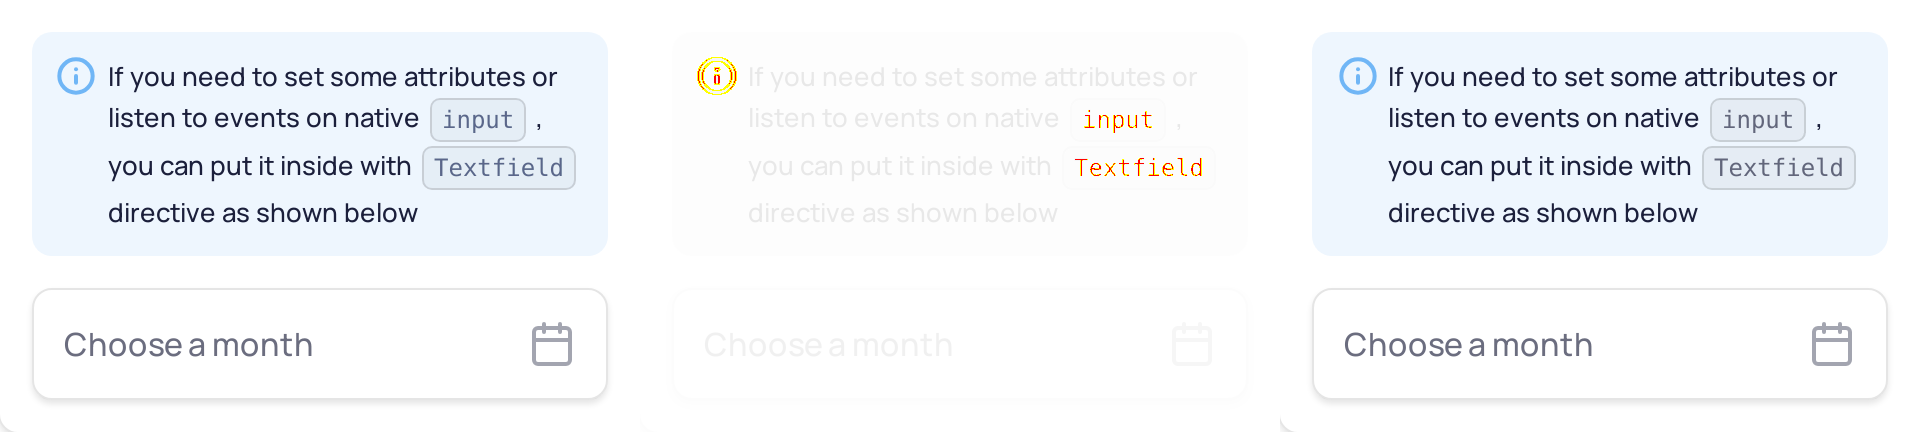 If you need to set some attributes or
listen to events on native input ,
you can put it inside with Textfield
directive as shown below
Choose a month
If you need to set some attributes or
listen to events on native input ,
you can put it inside with Textfield
directive as shown below
Choose a month
If you need to set some attributes or
listen to events on native input ,
you can put it inside with Textfield
directive as shown below
Choose a month